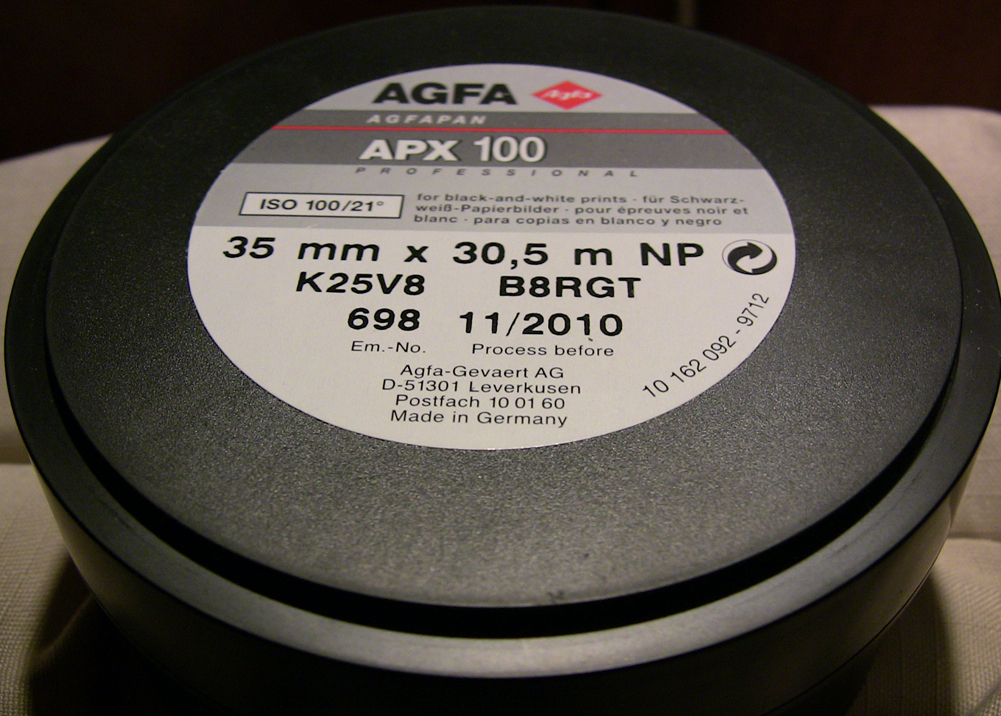 AGFA Agfa
AGFAPAN
APX 100
PROFESSIONAL
ISO 100/21°
for black-and-white prints · für Schwarz-
weiß-Papierbilder · pour épreuves noir et
blanc · para copias en blanco y negro
35 mm x 30,5 m NP
K25V8 B8RGT
698 11/2010
Em.-No. Process before
Agfa-Gevaert AG
D-51301 Leverkusen
Postfach 10 01 60
Made in Germany
10 162 092 - 9712